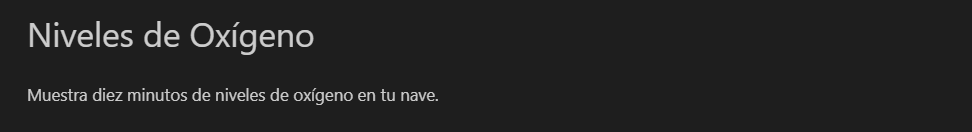 Niveles de Oxígeno
Muestra diez minutos de niveles de oxígeno en tu nave.